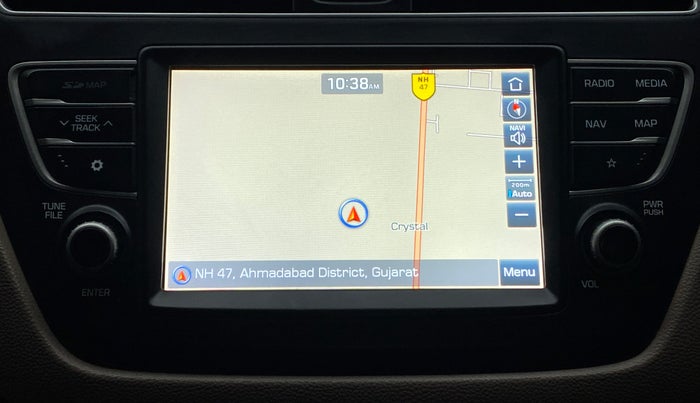 SD MAP
SEEK
TRACK
TUNE
FILE
ENTER
10:38AM
NH
47
NAVI
200m
Auto
Crystal
NH 47, Ahmadabad District, Gujarat
Menu
RADIO
MEDIA
NAV
MAP
PWR
PUSH
VOL